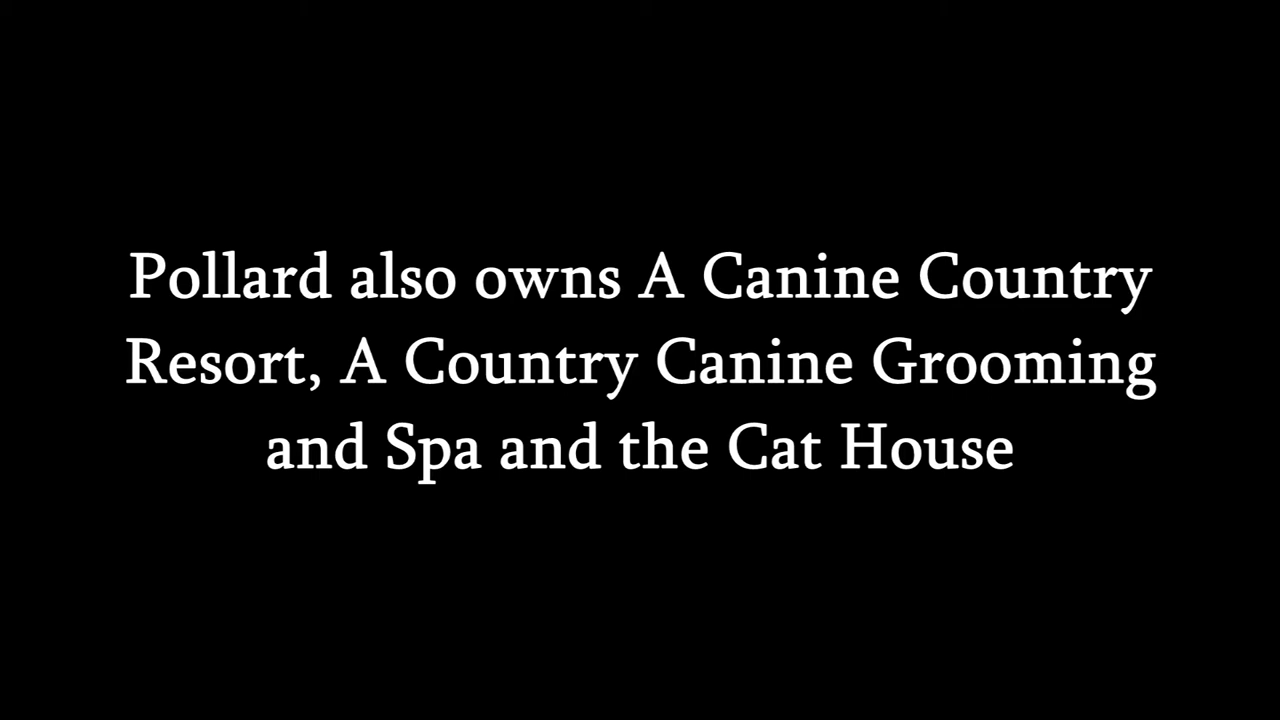 Pollard also owns A Canine Country
Resort, A Country Canine Grooming
and Spa and the Cat House